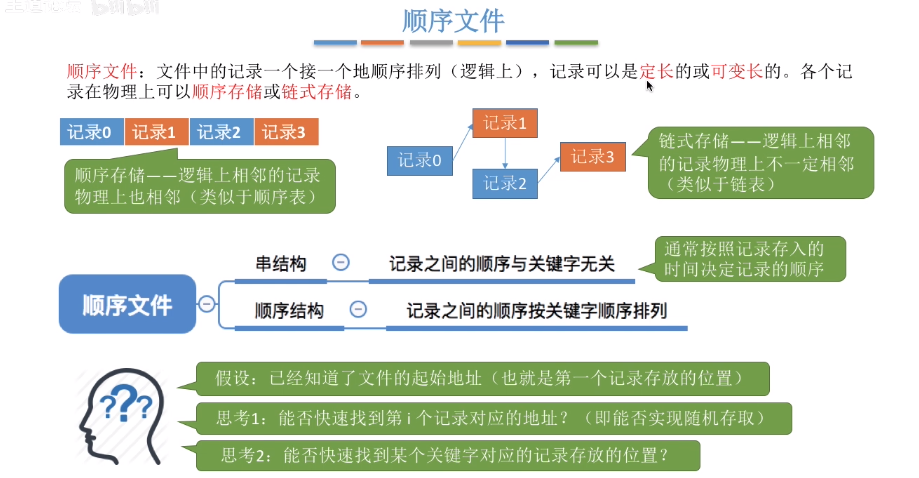 bilibili
顺序文件
顺序文件：文件中的记录一个接一个地顺序排列（逻辑上），记录可以是定长的或可变长的。各个记
录在物理上可以顺序存储或链式存储。
记录0 记录1 记录2 记录3
顺序存储——逻辑上相邻的记录
物理上也相邻（类似于顺序表）
记录1
记录0
记录3
记录2
链式存储——逻辑上相邻
的记录物理上不一定相邻
（类似于链表）
串结构
记录之间的顺序与关键字无关
通常按照记录存入的
时间决定记录的顺序
顺序文件
顺序结构
记录之间的顺序按关键字顺序排列
???
假设：已经知道了文件的起始地址（也就是第一个记录存放的位置）
思考1：能否快速找到第i个记录对应的地址？（即能否实现随机存取）
思考2：能否快速找到某个关键字对应的记录存放的位置？